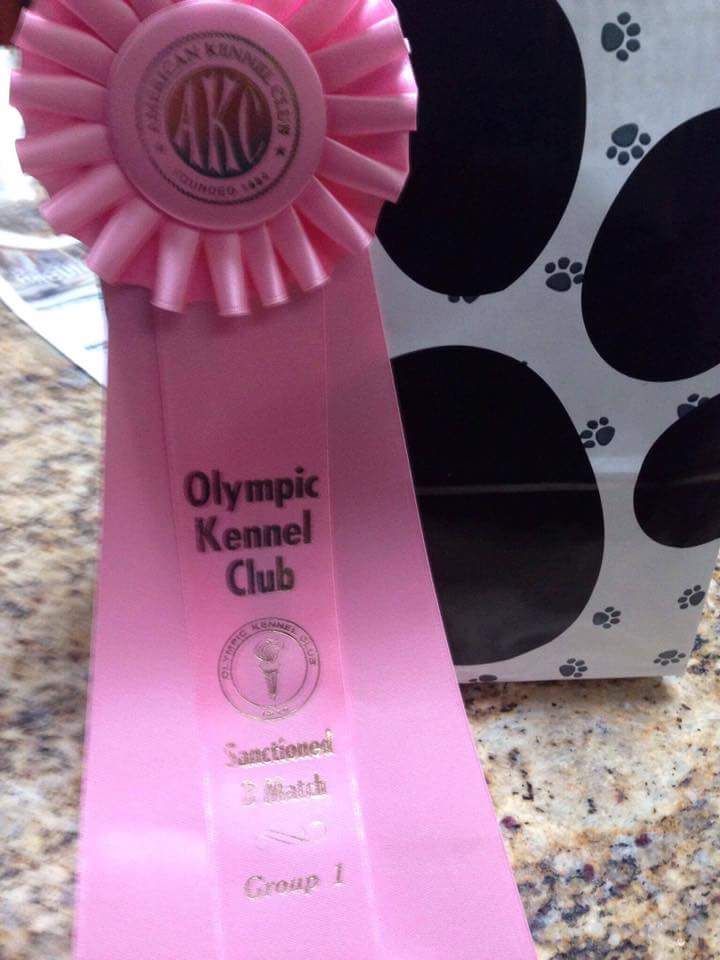 AMERICAN KENNEL CLUB
AKC
FOUNDED 1884
Olympic
Kennel
Club
OLYMPIC KENNEL CLUB
Sanctioned
B Match
Group 1